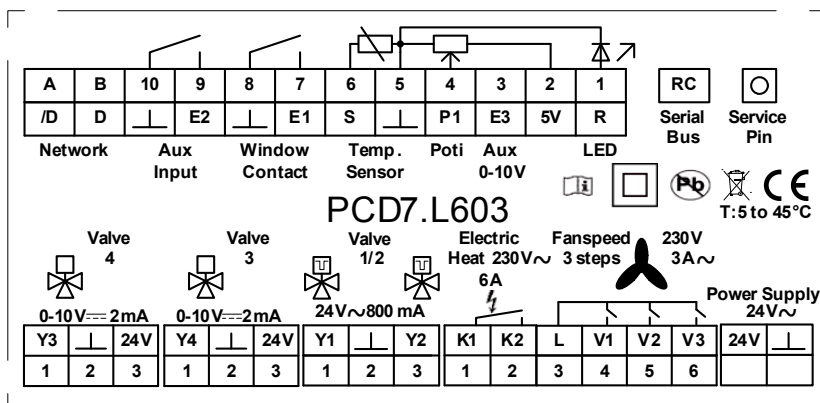 A B 10 9 8 7 6 5 4 3 2 1 RC
/D D E2 E1 S P1 E3 5V R Serial Bus Service Pin
Network Aux Input Window Contact Temp. Sensor Poti Aux 0-10V LED
Pb
CE
T:5 to 45°C
PCD7.L603
Valve 4 Valve 3 Valve 1/2 Electric Heat 230V~ 6A Fanspeed 3 steps 230V 3A~
0-10V 2mA 0-10V 2mA 24V~800 mA Power Supply 24V~
Y3 24V Y4 24V Y1 Y2 K1 K2 L V1 V2 V3 24V
1 2 3 1 2 3 1 2 3 1 2 3 4 5 6